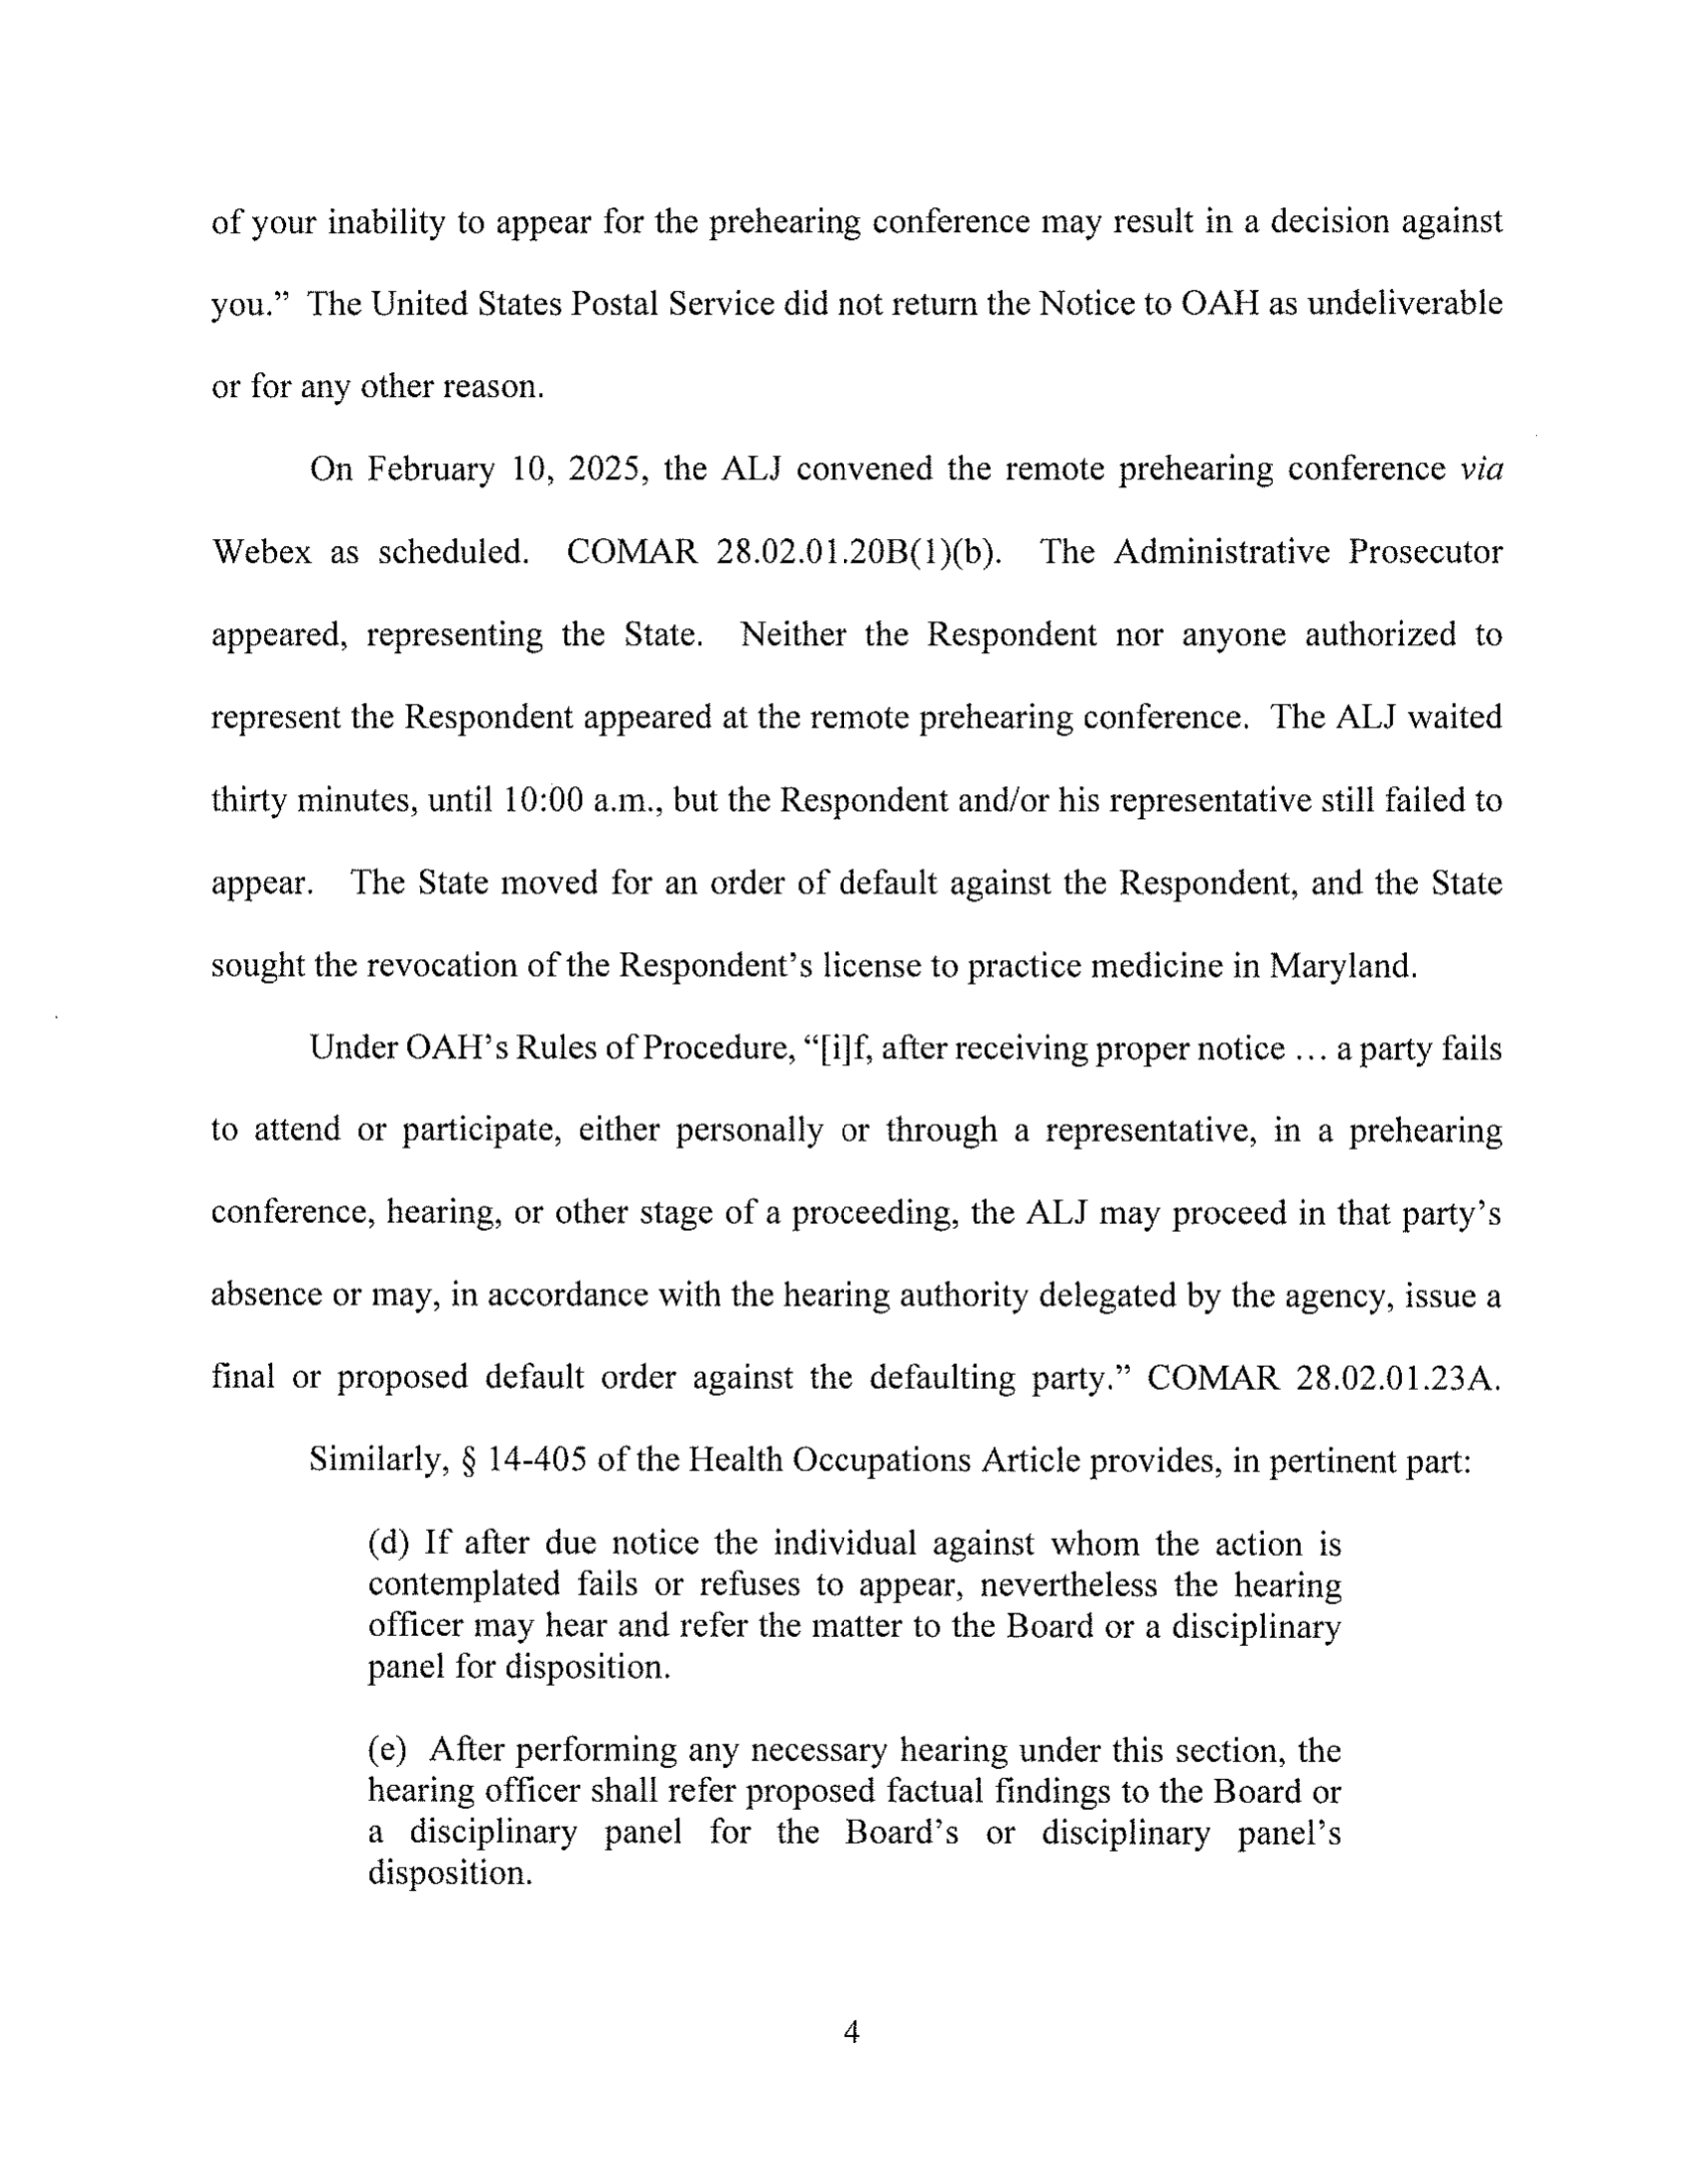 of your inability to appear for the prehearing conference may result in a decision against
you.” The United States Postal Service did not return the Notice to OAH as undeliverable
or for any other reason.
On February 10, 2025, the ALJ convened the remote prehearing conference via
Webex as scheduled. COMAR 28.02.01.20B(1)(b). The Administrative Prosecutor
appeared, representing the State. Neither the Respondent nor anyone authorized to
represent the Respondent appeared at the remote prehearing conference. The ALJ waited
thirty minutes, until 10:00 a.m., but the Respondent and/or his representative still failed to
appear. The State moved for an order of default against the Respondent, and the State
sought the revocation of the Respondent’s license to practice medicine in Maryland.
Under OAH’s Rules of Procedure, “[i]f, after receiving proper notice … a party fails
to attend or participate, either personally or through a representative, in a prehearing
conference, hearing, or other stage of a proceeding, the ALJ may proceed in that party’s
absence or may, in accordance with the hearing authority delegated by the agency, issue a
final or proposed default order against the defaulting party.” COMAR 28.02.01.23A.
Similarly, § 14-405 of the Health Occupations Article provides, in pertinent part:
(d) If after due notice the individual against whom the action is
contemplated fails or refuses to appear, nevertheless the hearing
officer may hear and refer the matter to the Board or a disciplinary
panel for disposition.
(e) After performing any necessary hearing under this section, the
hearing officer shall refer proposed factual findings to the Board or
a disciplinary panel for the Board’s or disciplinary panel’s
disposition.
4